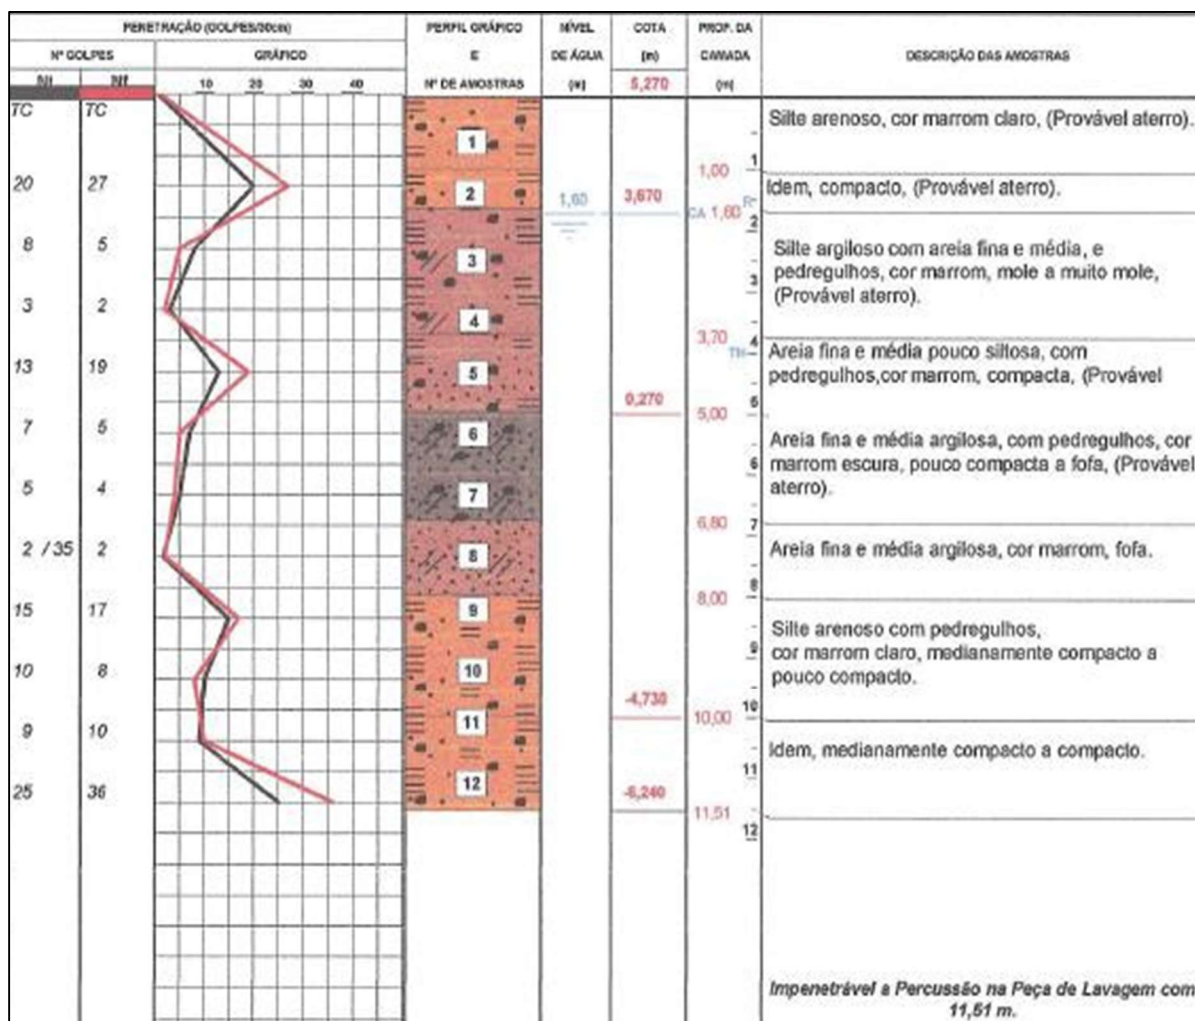 PENETRAÇÃO (GOLPES/30cm)
PERFIL GRÁFICO
E
Nº DE AMOSTRAS
NÍVEL
DE ÁGUA
(m)
COTA
(m)
5,270
PROF. DA
CAMADA
(m)
DESCRIÇÃO DAS AMOSTRAS
Nº GOLPES
GRÁFICO
Ni
Nf
10 20 30 40
TC TC
1
Silte arenoso, cor marrom claro, (Provável aterro).
1
1,00
20 27
2
1,60
3,670
Idem, compacto, (Provável aterro).
CA 1,60
2
8 5
3
Silte argiloso com areia fina e média, e
pedregulhos, cor marrom, mole a muito mole,
(Provável aterro).
3
3 2
4
3,70
4
TH
13 19
5
Areia fina e média pouco siltosa, com
pedregulhos,cor marrom, compacta, (Provável
0,270
5
5,00
7 5
6
Areia fina e média argilosa, com pedregulhos, cor
marrom escura, pouco compacta a fofa, (Provável
aterro).
6
5 4
7
6,80
7
2 / 35 2
8
Areia fina e média argilosa, cor marrom, fofa.
8
8,00
15 17
9
Silte arenoso com pedregulhos,
cor marrom claro, medianamente compacto a
pouco compacto.
9
10 8
10
-4,730
10
10,00
9 10
11
Idem, medianamente compacto a compacto.
11
25 36
12
-6,240
11,51
12
Impenetrável a Percussão na Peça de Lavagem com
11,51 m.